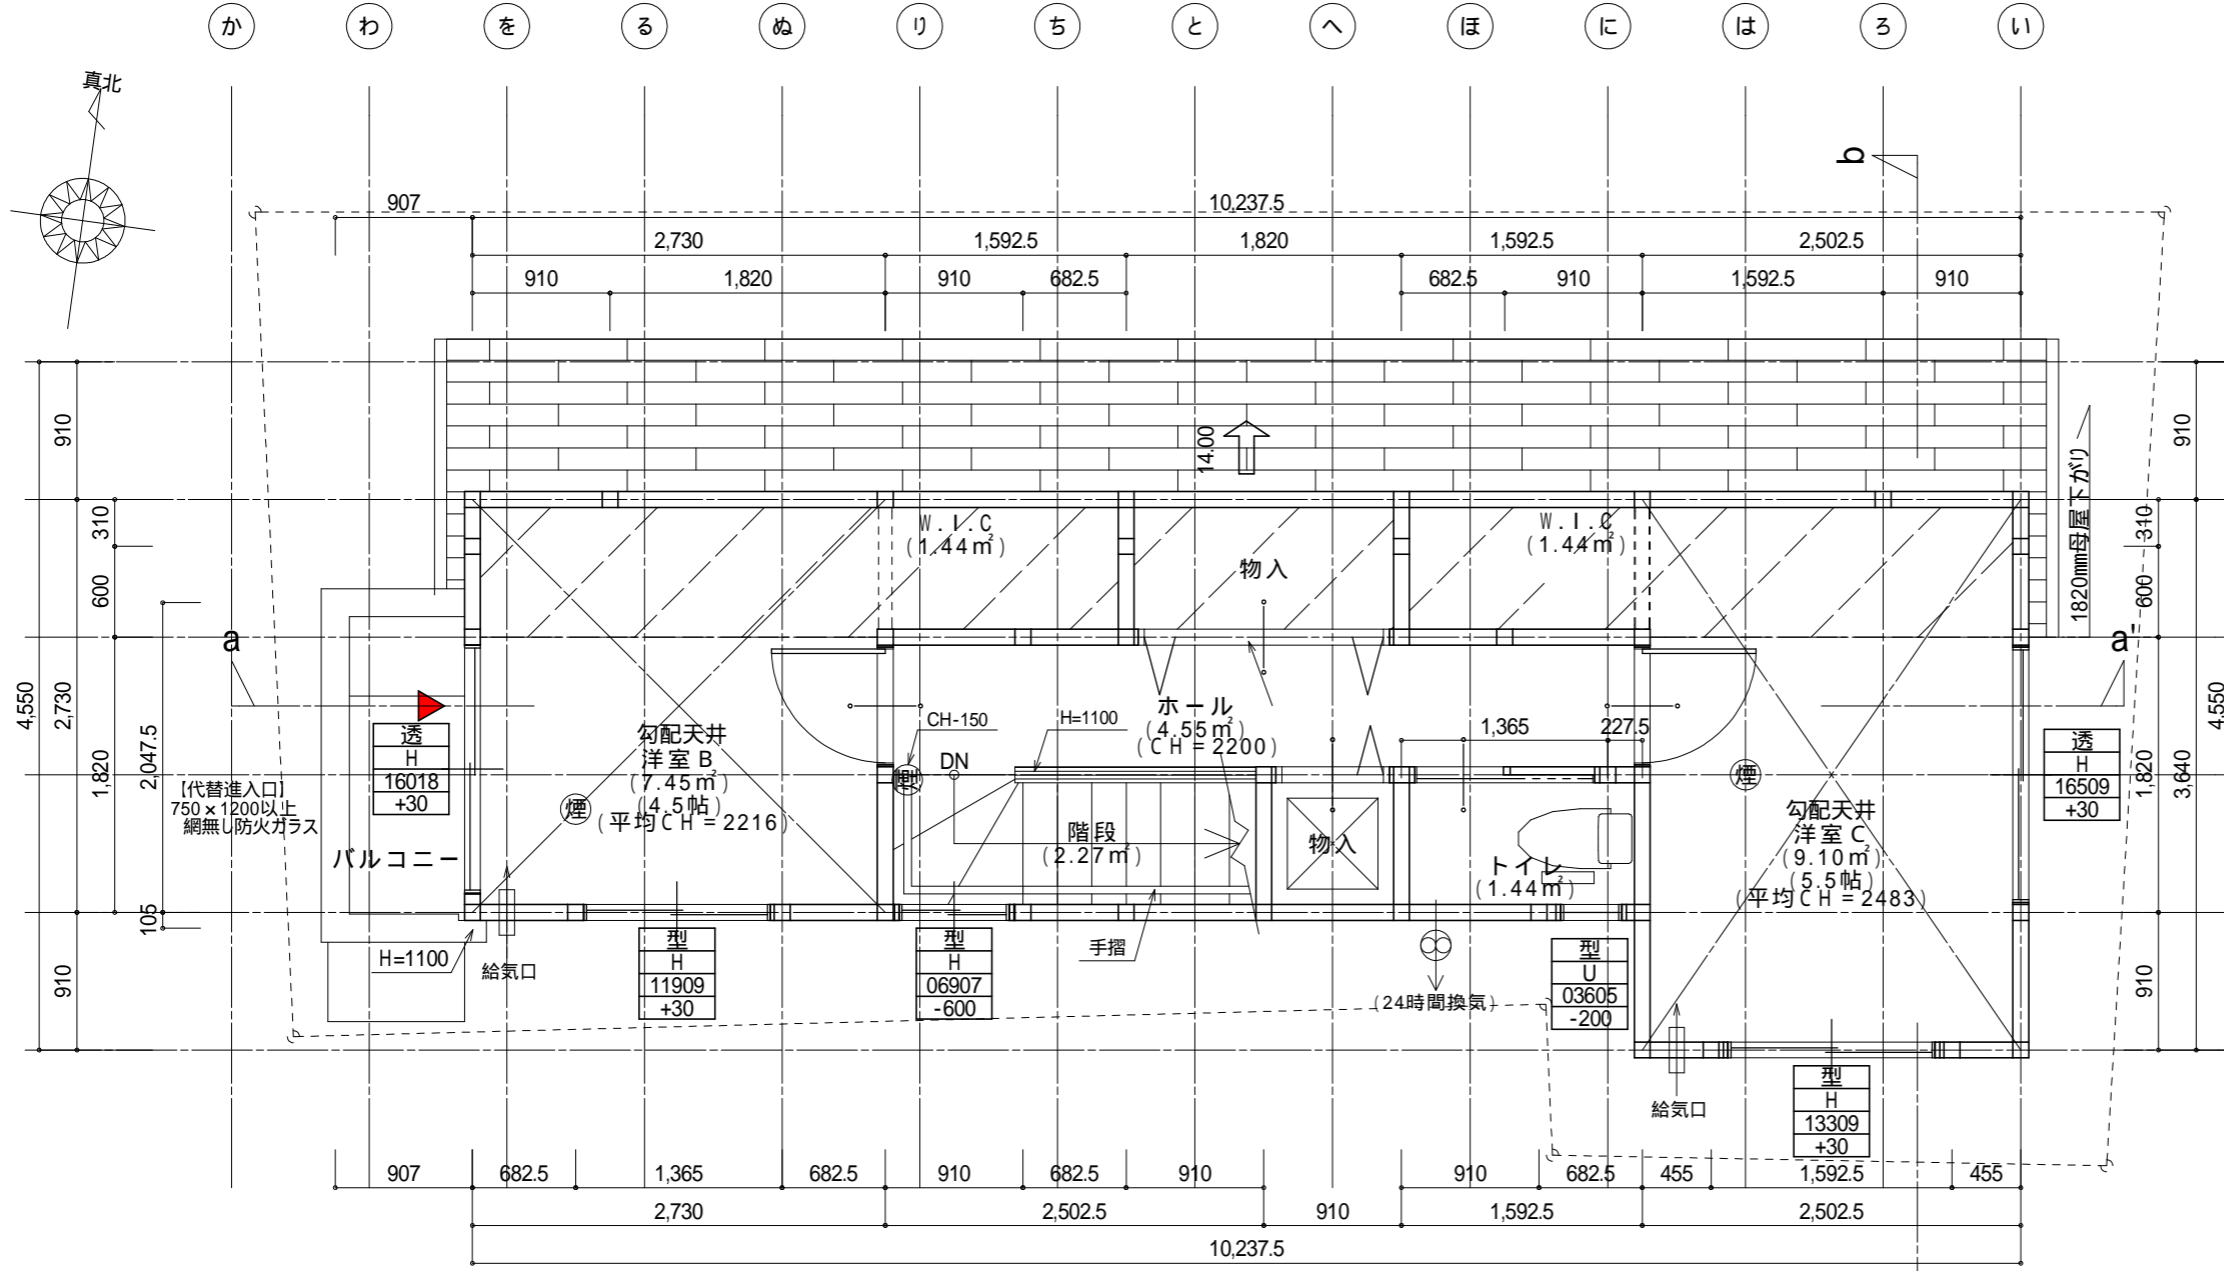 か わ を る ぬ り ち と へ ほ に は ろ い
真北
b
907 10,237.5
2,730 1,592.5 1,820 1,592.5 2,502.5
910 1,820 910 682.5 682.5 910 1,592.5 910
910
14.00
910
1820mm母屋下がり
310
600
W.I.C
(1.44㎡)
物入
W.I.C
(1.44㎡)
310
600
a
a'
4,550
2,730
1,820
2,047.5
105
910
透
H
16018
+30
【代替進入口】
750×1200以上
網無し防火ガラス
バルコニー
H=1100
給気口
勾配天井
洋室B
(7.45㎡)
(4.5帖)
(平均CH=2216)
煙
煙
CH-150
DN
H=1100
ホール
(4.55㎡)
(CH=2200)
1,365 227.5
階段
(2.27㎡)
物入
トイレ
(1.44㎡)
煙
勾配天井
洋室C
(9.10㎡)
(5.5帖)
(平均CH=2483)
透
H
16509
+30
1,820
3,640
4,550
910
型
H
11909
+30
型
H
06907
-600
手摺
(24時間換気)
型
U
03605
-200
給気口
型
H
13309
+30
907 682.5 1,365 682.5 910 682.5 910 910 682.5 455 1,592.5 455
2,730 2,502.5 910 1,592.5 2,502.5
10,237.5